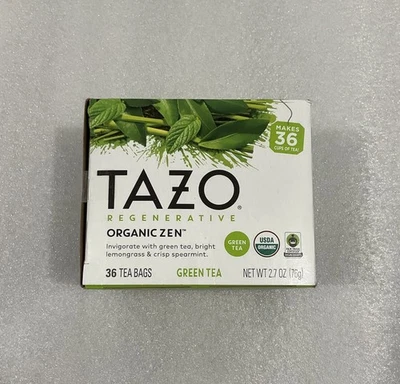 MAKES
36
CUPS OF TEA!
TAZO®
REGENERATIVE
ORGANIC ZEN™
Invigorate with green tea, bright
lemongrass & crisp spearmint.
GREEN
TEA
USDA
ORGANIC
36 TEA BAGS
GREEN TEA
NET WT 2.7 OZ (76g)